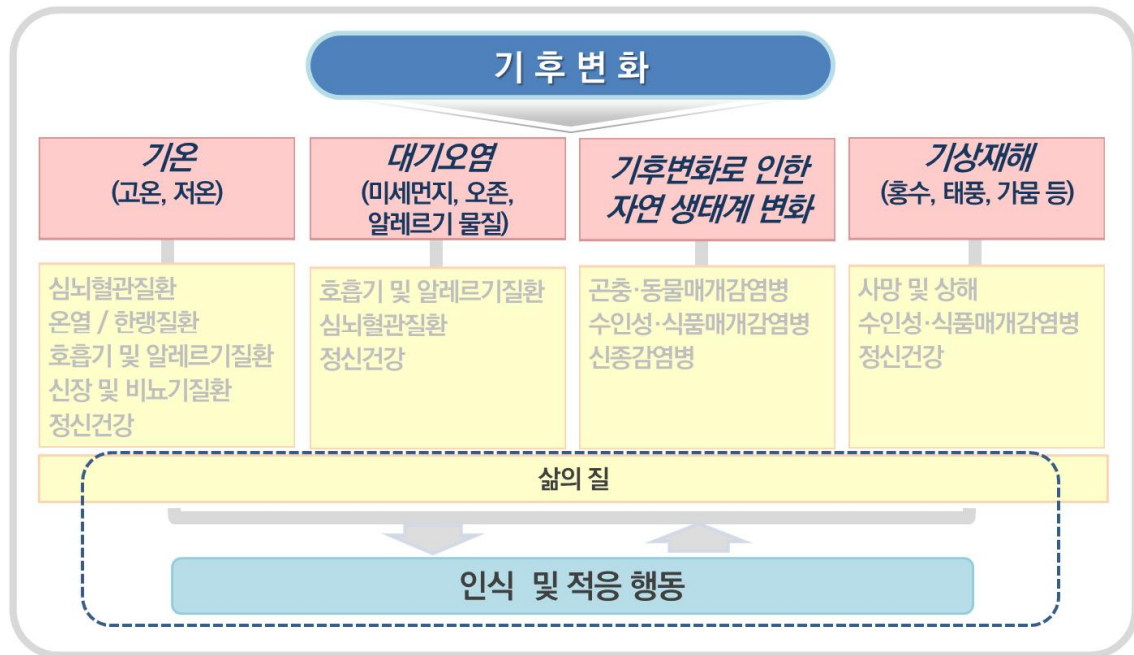 기 후 변 화
기온
(고온, 저온)
대기오염
(미세먼지, 오존,
알레르기 물질)
기후변화로 인한
자연 생태계 변화
기상재해
(홍수, 태풍, 가뭄 등)
심뇌혈관질환
온열 / 한랭질환
호흡기 및 알레르기질환
신장 및 비뇨기질환
정신건강
호흡기 및 알레르기질환
심뇌혈관질환
정신건강
곤충·동물매개감염병
수인성·식품매개감염병
신종감염병
사망 및 상해
수인성·식품매개감염병
정신건강
삶의 질
인식 및 적응 행동